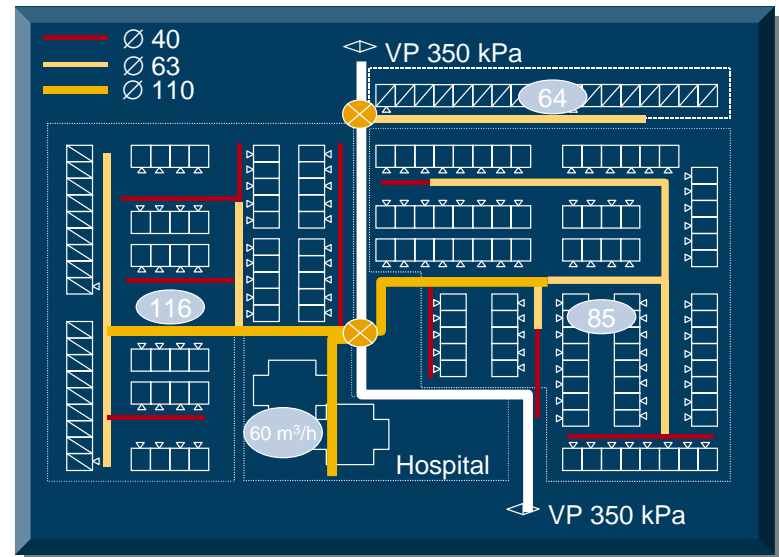 ∅ 40
∅ 63
∅ 110
VP 350 kPa
64
116
85
60 m³/h
Hospital
VP 350 kPa